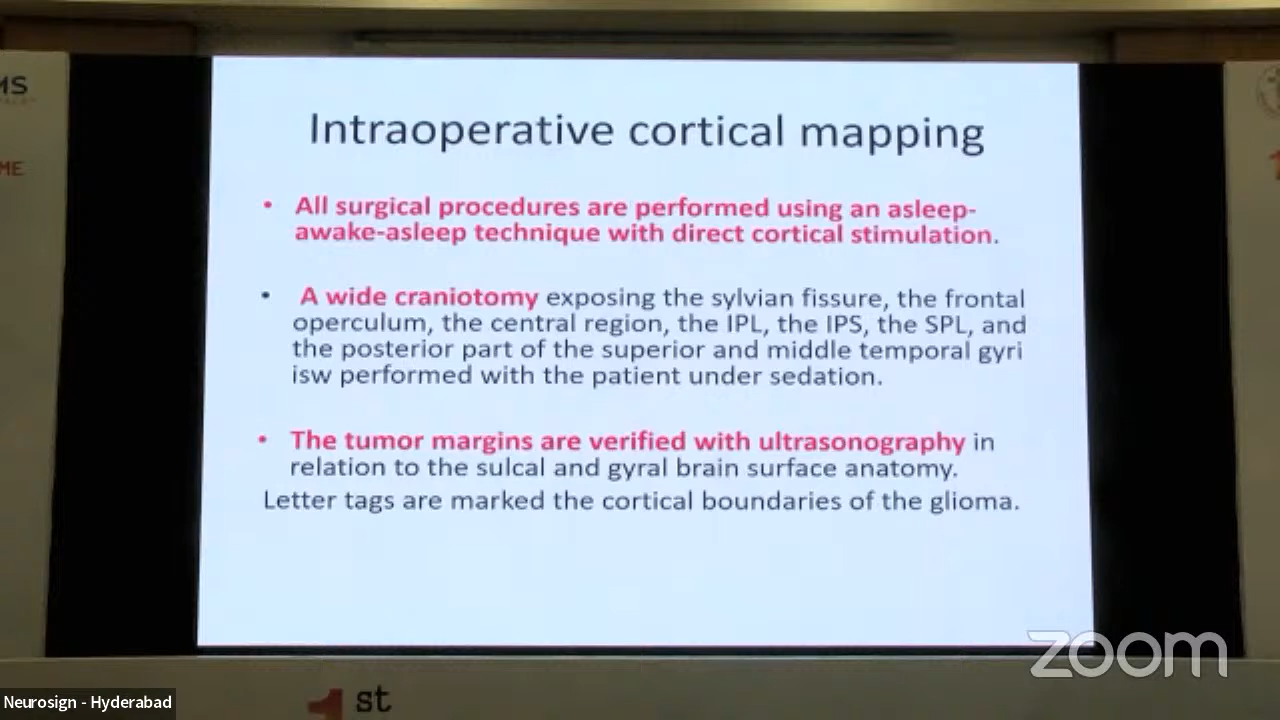 MS
ME
Intraoperative cortical mapping
• All surgical procedures are performed using an asleep-
awake-asleep technique with direct cortical stimulation.
• A wide craniotomy exposing the sylvian fissure, the frontal
operculum, the central region, the IPL, the IPS, the SPL, and
the posterior part of the superior and middle temporal gyri
isw performed with the patient under sedation.
• The tumor margins are verified with ultrasonography in
relation to the sulcal and gyral brain surface anatomy.
Letter tags are marked the cortical boundaries of the glioma.
zoom
Neurosign - Hyderabad
1st